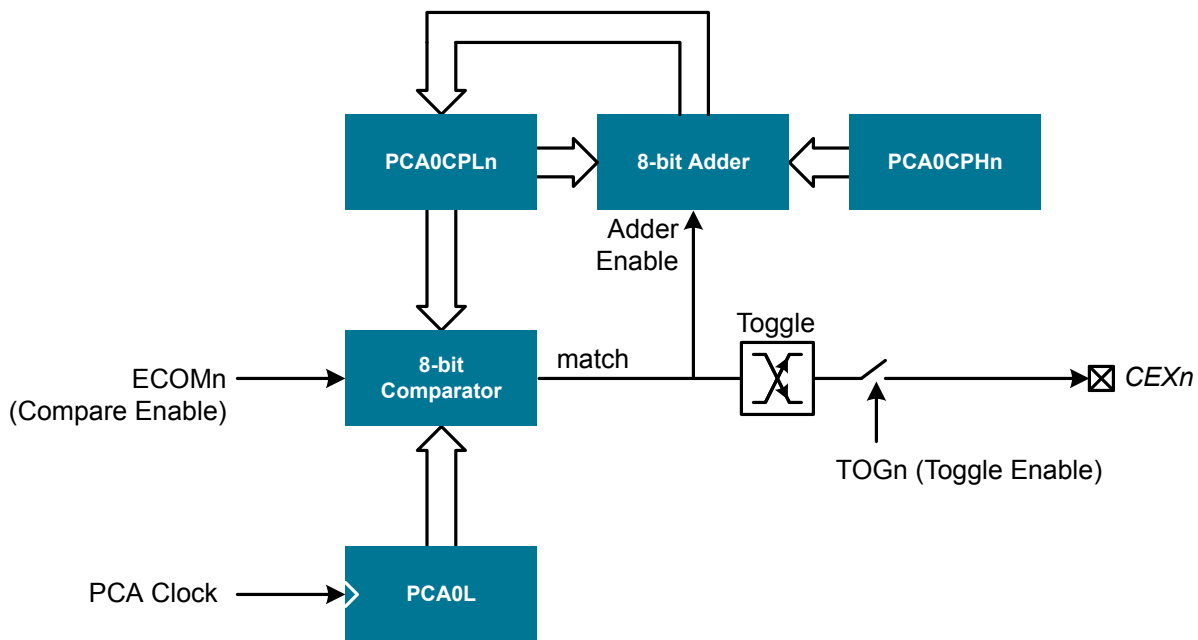 PCA0CPLn
8-bit Adder
PCA0CPHn
Adder
Enable
Toggle
8-bit
Comparator
match
ECOMn
(Compare Enable)
CEXn
TOGn (Toggle Enable)
PCA Clock
PCA0L